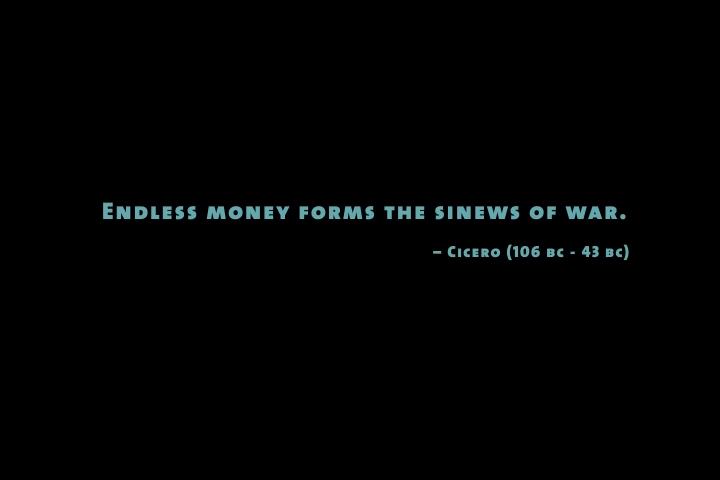 Endless money forms the sinews of war.
– Cicero (106 bc - 43 bc)